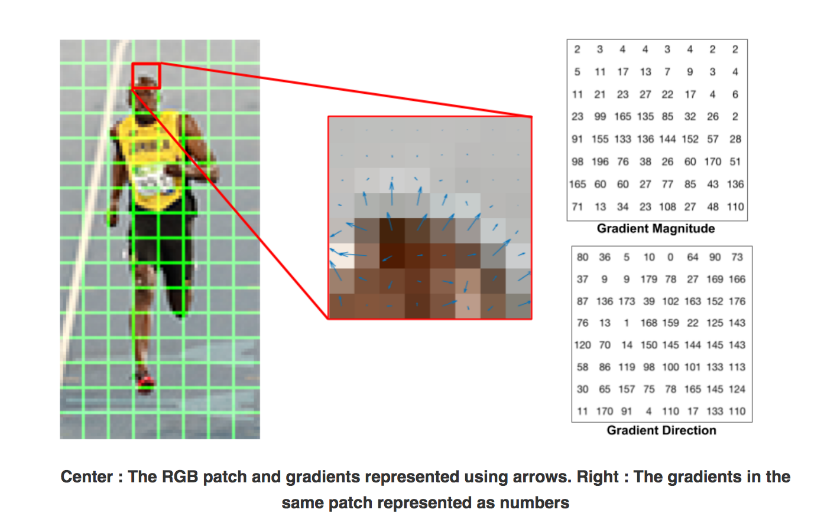 2 3 4 4 3 4 2 2
5 11 17 13 7 9 3 4
11 21 23 27 22 17 4 6
23 99 165 135 85 32 26 2
91 155 133 136 144 152 57 28
98 196 76 38 26 60 170 51
165 60 60 27 77 85 43 136
71 13 34 23 108 27 48 110
Gradient Magnitude
80 36 5 10 0 64 90 73
37 9 9 179 78 27 169 166
87 136 173 39 102 163 152 176
76 13 1 168 159 22 125 143
120 70 14 150 145 144 145 143
58 86 119 98 100 101 133 113
30 65 157 75 78 165 145 124
11 170 91 4 110 17 133 110
Gradient Direction
Center : The RGB patch and gradients represented using arrows. Right : The gradients in the
same patch represented as numbers